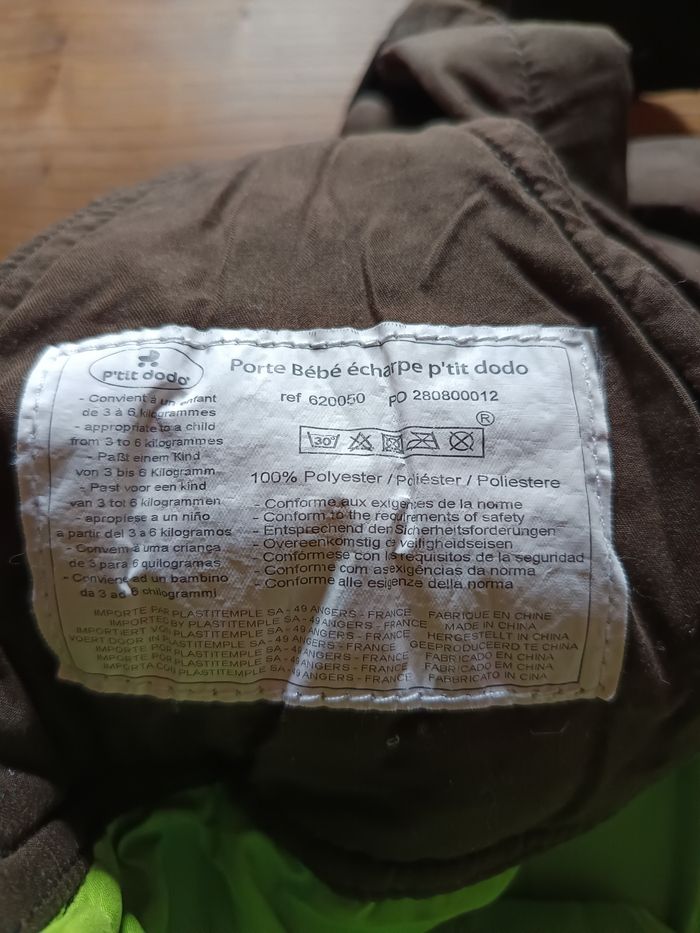 P'tit dodo
Porte Bébé écharpe p'tit dodo
ref 620050 PO 280800012
®
30°
100% Polyester / Poliéster / Poliestere
- Convient à un enfant
de 3 à 6 kilogrammes
- appropriate to a child
from 3 to 6 kilogrammes
- Paßt einem Kind
von 3 bis 6 Kilogramm
- Past voor een kind
van 3 tot 6 kilogrammen
- apropiese a un niño
a partir del 3 a 6 kilogramos
- Convem a uma criança
de 3 para 6 quilogramas
- Conviene ad un bambino
da 3 ad 6 chilogrammi
- Conforme aux exigences de la norme
- Conform to the requirements of safety
- Entsprechend der Sicherheitsforderungen
- Overeenkomstig de veiligheidseisen
- Confórmese con los requisitos de la seguridad
- Conforme com as exigências da norma
- Conforme alle esigenze della norma
IMPORTE PAR PLASTITEMPLE SA - 49 ANGERS - FRANCE FABRIQUE EN CHINE
IMPORTED BY PLASTITEMPLE SA - 49 ANGERS - FRANCE MADE IN CHINA
IMPORTIERT VON PLASTITEMPLE SA - 49 ANGERS - FRANCE HERGESTELLT IN CHINA
VOERT DOOR IN PLASTITEMPLE SA - 49 ANGERS - FRANCE GEEPRODUCEERD TE CHINA
IMPORTE POR PLASTITEMPLE SA - 49 ANGERS - FRANCE FABRICADO EN CHINA
IMPORTE POR PLASTITEMPLE SA - 49 ANGERS - FRANCE FABRICADO EM CHINA
IMPORTA CON PLASTITEMPLE SA - 49 ANGERS - FRANCE FABBRICATO IN CINA